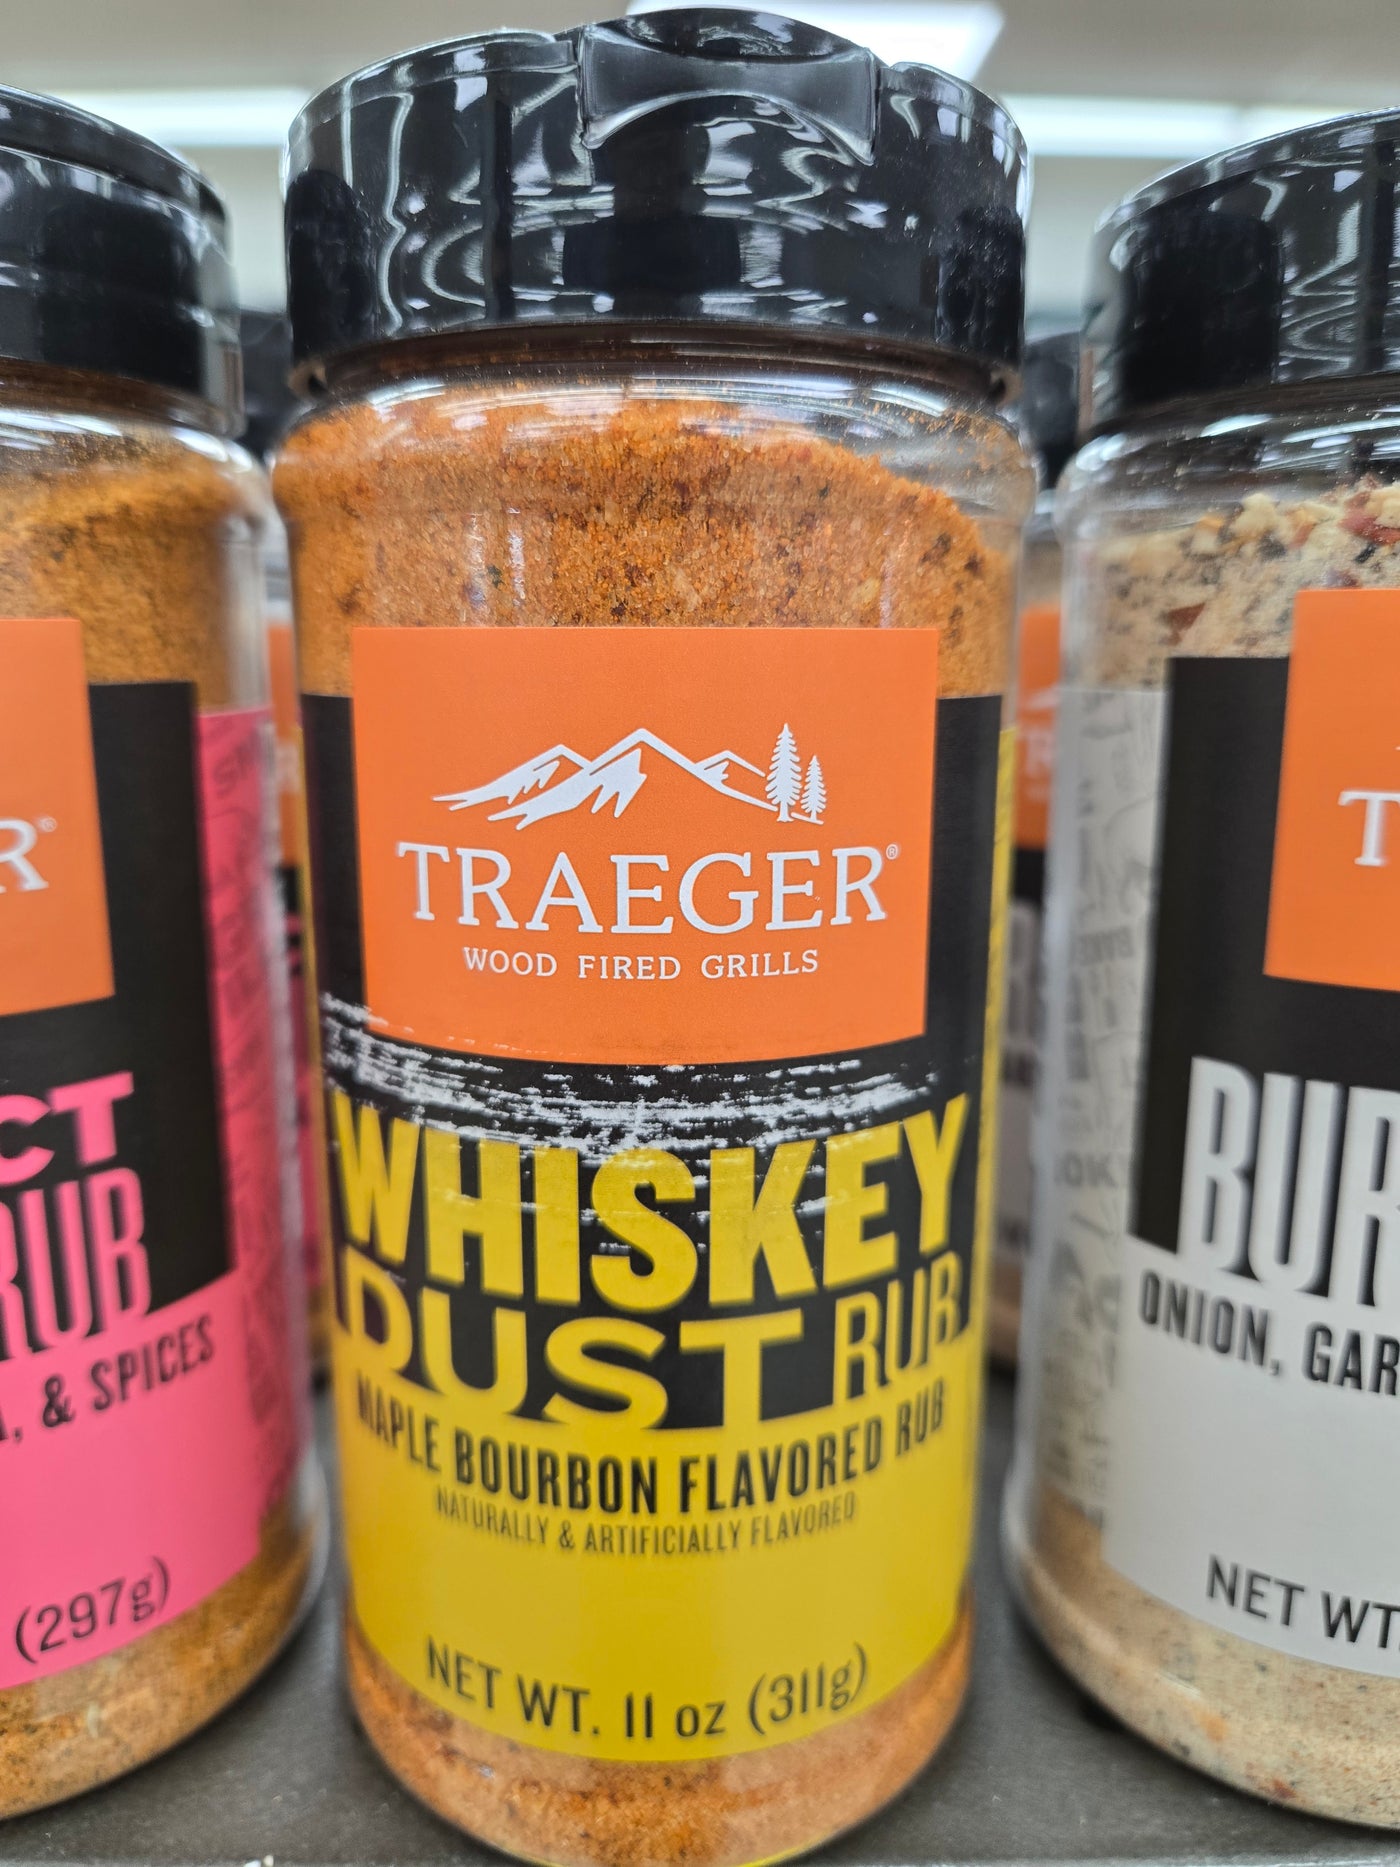 TRAEGER®
WOOD FIRED GRILLS
WHISKEY
DUST RUB
MAPLE BOURBON FLAVORED RUB
NATURALLY & ARTIFICIALLY FLAVORED
NET WT. 11 oz (311g)
R®
CT
RUB
, & SPICES
(297g)
T
BUR
ONION, GAR
NET WT.